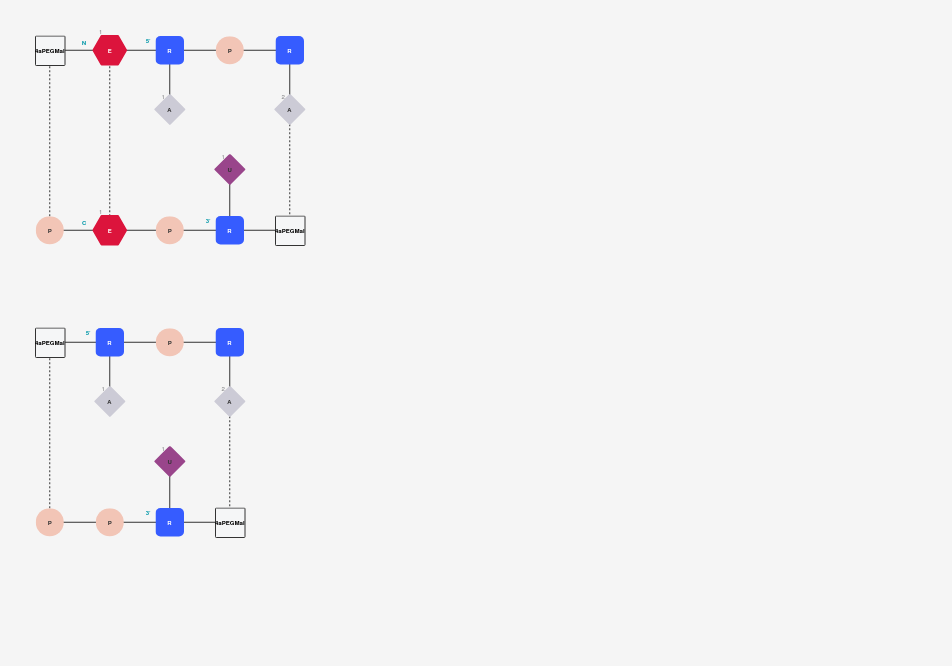 N 1 5'
4aPEGMal E R P R
1 2
A A
1
U
C 1 3'
P E P R 4aPEGMal
5'
4aPEGMal R P R
1 2
A A
1
U
3'
P P R 4aPEGMal